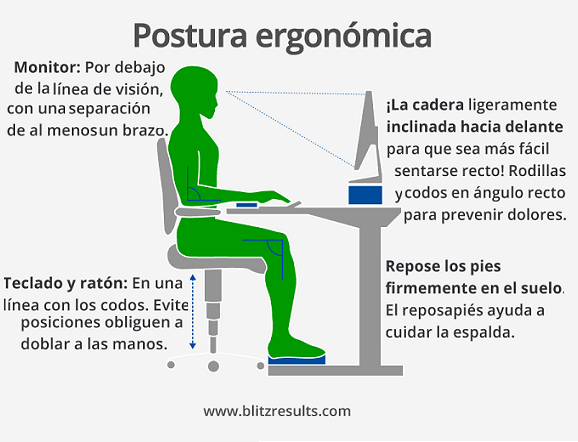 Postura ergonómica
Monitor: Por debajo
de la línea de visión,
con una separación
de al menos un brazo.
¡La cadera ligeramente
inclinada hacia delante
para que sea más fácil
sentarse recto! Rodillas
y codos en ángulo recto
para prevenir dolores.
Teclado y ratón: En una
línea con los codos. Evite
posiciones obliguen a
doblar a las manos.
Repose los pies
firmemente en el suelo.
El reposapiés ayuda a
cuidar la espalda.
www.blitzresults.com